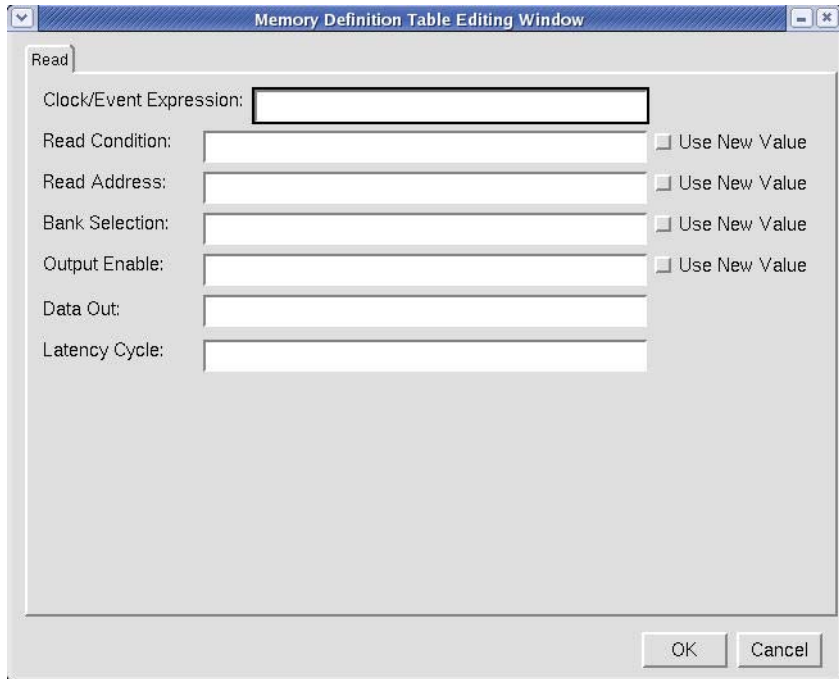 Memory Definition Table Editing Window
Read
Clock/Event Expression:
Read Condition: Use New Value
Read Address: Use New Value
Bank Selection: Use New Value
Output Enable: Use New Value
Data Out:
Latency Cycle:
OK Cancel